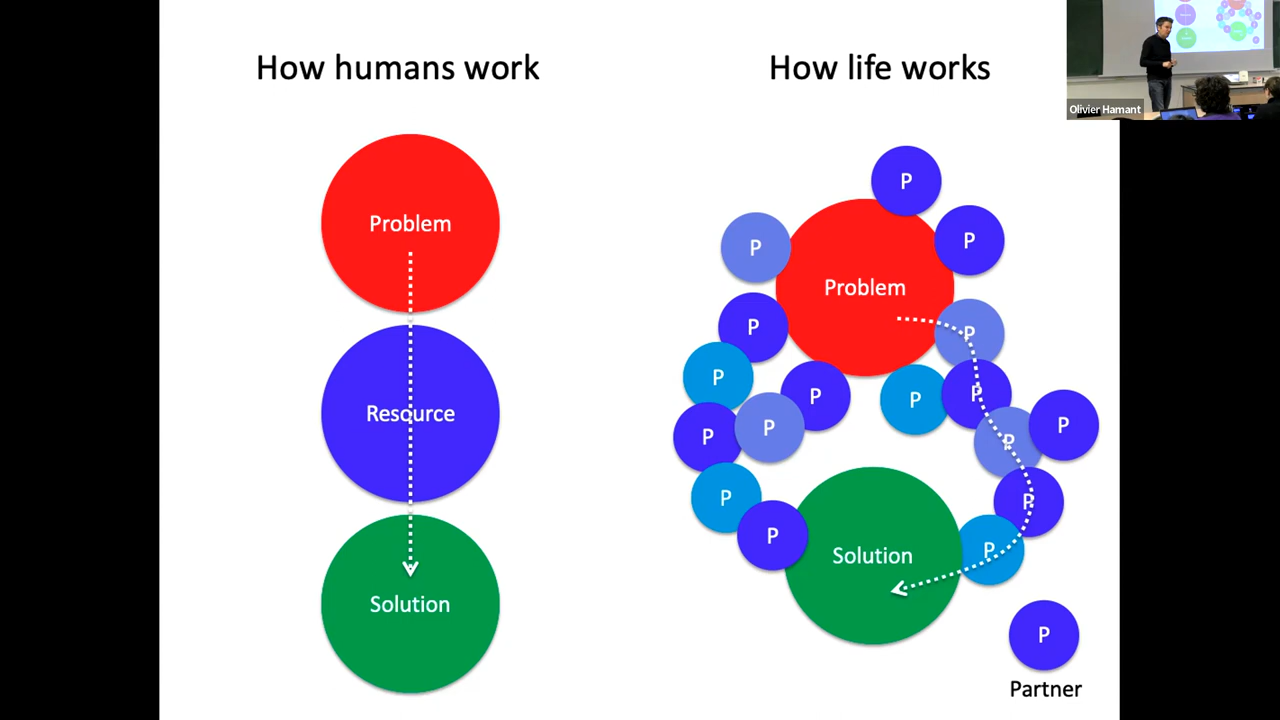 How humans work
Problem
Resource
Solution
How life works
P
P
P
Problem
P
P
P
P
P
P
P
P
P
P
P
P
P
Solution
P
P
P
Partner
Olivier Hamant